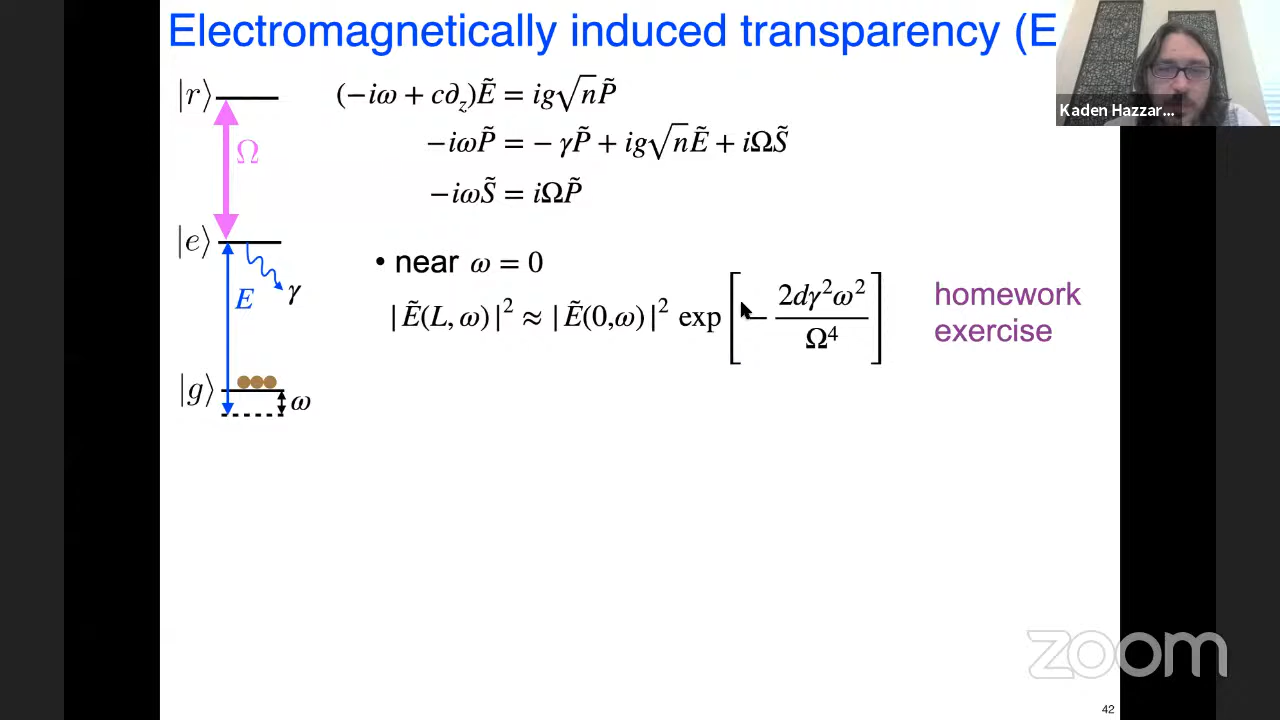 Electromagnetically induced transparency (E
Kaden Hazzar...
|r⟩
(−iω + c∂_z)Ẽ = ig√n P̃
Ω
−iωP̃ = − γP̃ + ig√n Ẽ + iΩS̃
−iωS̃ = iΩP̃
|e⟩
• near ω = 0
E
γ
|Ẽ(L, ω)|² ≈ |Ẽ(0,ω)|² exp[− 2dγ²ω² / Ω⁴]
homework
exercise
|g⟩
ω
zoom
42